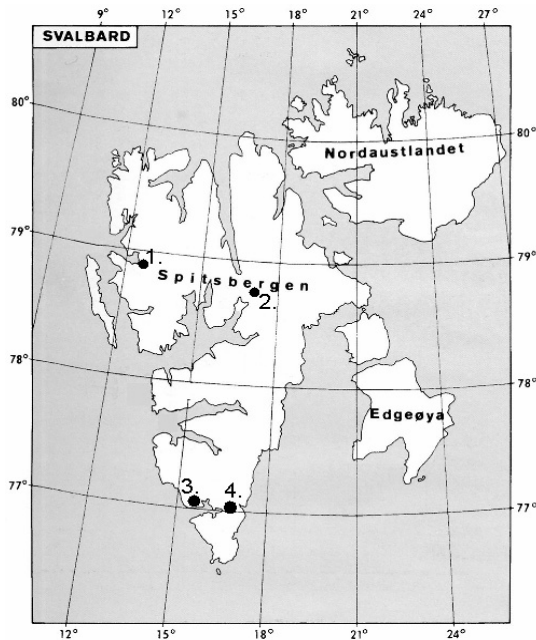 9° 12° 15° 18° 21° 24° 27°
SVALBARD
80° 80°
Nordaustlandet
79° 79°
1.
Spitsbergen
2.
78° 78°
Edgeøya
77° 3. 4. 77°
12° 15° 18° 21° 24°